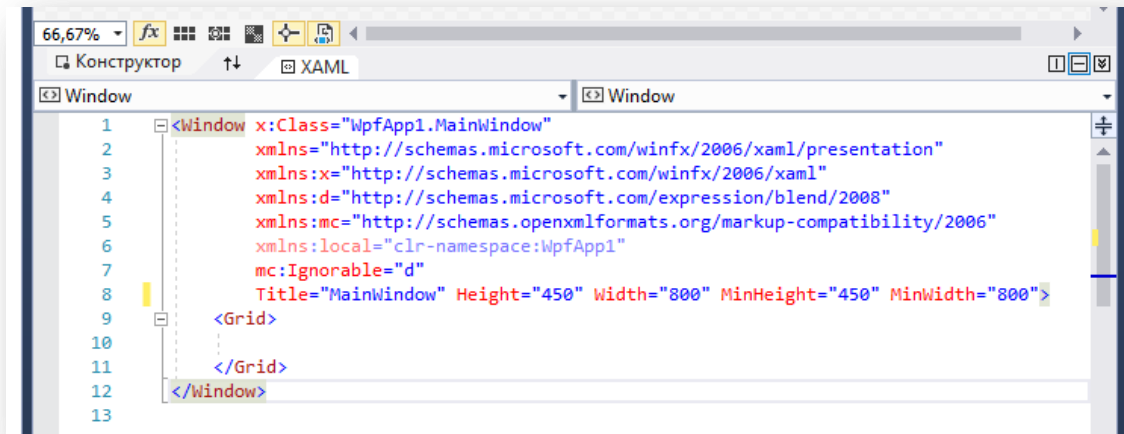 66,67% fx
Конструктор XAML
Window Window
1 <Window x:Class="WpfApp1.MainWindow"
2 xmlns="http://schemas.microsoft.com/winfx/2006/xaml/presentation"
3 xmlns:x="http://schemas.microsoft.com/winfx/2006/xaml"
4 xmlns:d="http://schemas.microsoft.com/expression/blend/2008"
5 xmlns:mc="http://schemas.openxmlformats.org/markup-compatibility/2006"
6 xmlns:local="clr-namespace:WpfApp1"
7 mc:Ignorable="d"
8 Title="MainWindow" Height="450" Width="800" MinHeight="450" MinWidth="800">
9 <Grid>
10
11 </Grid>
12 </Window>
13